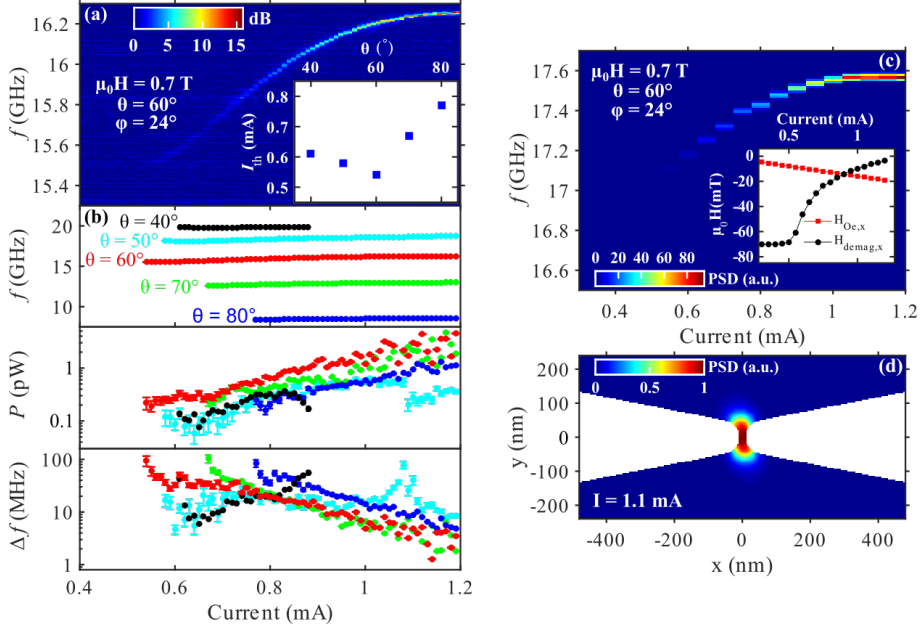 (a)
dB
0 5 10 15
μ₀H = 0.7 T
θ = 60°
φ = 24°
f (GHz)
16.2
15.9
15.6
15.3
θ (°)
40 60 80
I_th (mA)
0.8
0.7
0.6
0.5
(b)
f (GHz)
20
15
10
θ = 40°
θ = 50°
θ = 60°
θ = 70°
θ = 80°
P (pW)
1
0.1
Δf (MHz)
100
10
1
0.4 0.6 0.8 1 1.2
Current (mA)
(c)
μ₀H = 0.7 T
θ = 60°
φ = 24°
f (GHz)
17.6
17.4
17.2
17
16.8
16.6
Current (mA)
0.5 1
μ₀H(mT)
0
-20
-40
-60
-80
H_Oe,x
H_demag,x
0 20 40 60 80
PSD (a.u.)
0.4 0.6 0.8 1 1.2
Current (mA)
(d)
PSD (a.u.)
0 0.5 1
y (nm)
200
100
0
-100
-200
I = 1.1 mA
-400 -200 0 200 400
x (nm)